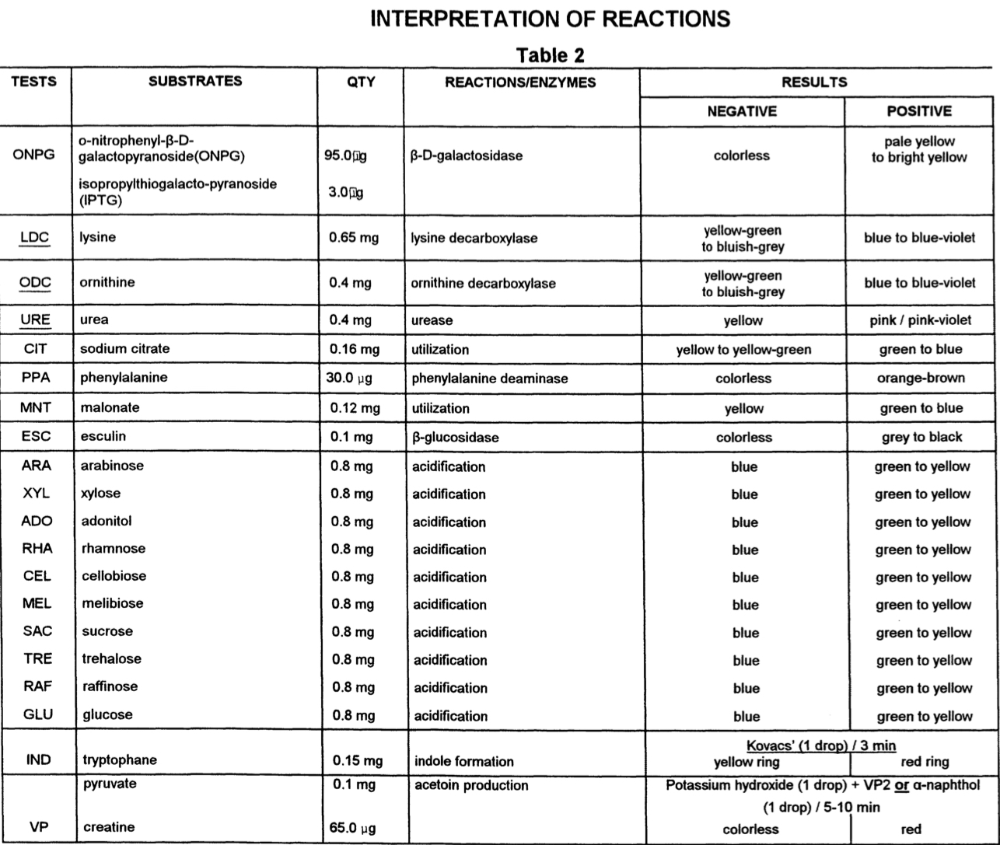 INTERPRETATION OF REACTIONS
Table 2
TESTS SUBSTRATES QTY REACTIONS/ENZYMES RESULTS
NEGATIVE POSITIVE
ONPG o-nitrophenyl-β-D-galactopyranoside(ONPG) 95.0 g β-D-galactosidase colorless pale yellow to bright yellow
isopropylthiogalacto-pyranoside (IPTG) 3.0 g
LDC lysine 0.65 mg lysine decarboxylase yellow-green to bluish-grey blue to blue-violet
ODC ornithine 0.4 mg ornithine decarboxylase yellow-green to bluish-grey blue to blue-violet
URE urea 0.4 mg urease yellow pink / pink-violet
CIT sodium citrate 0.16 mg utilization yellow to yellow-green green to blue
PPA phenylalanine 30.0 µg phenylalanine deaminase colorless orange-brown
MNT malonate 0.12 mg utilization yellow green to blue
ESC esculin 0.1 mg β-glucosidase colorless grey to black
ARA arabinose 0.8 mg acidification blue green to yellow
XYL xylose 0.8 mg acidification blue green to yellow
ADO adonitol 0.8 mg acidification blue green to yellow
RHA rhamnose 0.8 mg acidification blue green to yellow
CEL cellobiose 0.8 mg acidification blue green to yellow
MEL melibiose 0.8 mg acidification blue green to yellow
SAC sucrose 0.8 mg acidification blue green to yellow
TRE trehalose 0.8 mg acidification blue green to yellow
RAF raffinose 0.8 mg acidification blue green to yellow
GLU glucose 0.8 mg acidification blue green to yellow
Kovacs' (1 drop) / 3 min
IND tryptophane 0.15 mg indole formation yellow ring red ring
pyruvate 0.1 mg acetoin production Potassium hydroxide (1 drop) + VP2 or α-naphthol
(1 drop) / 5-10 min
VP creatine 65.0 µg colorless red